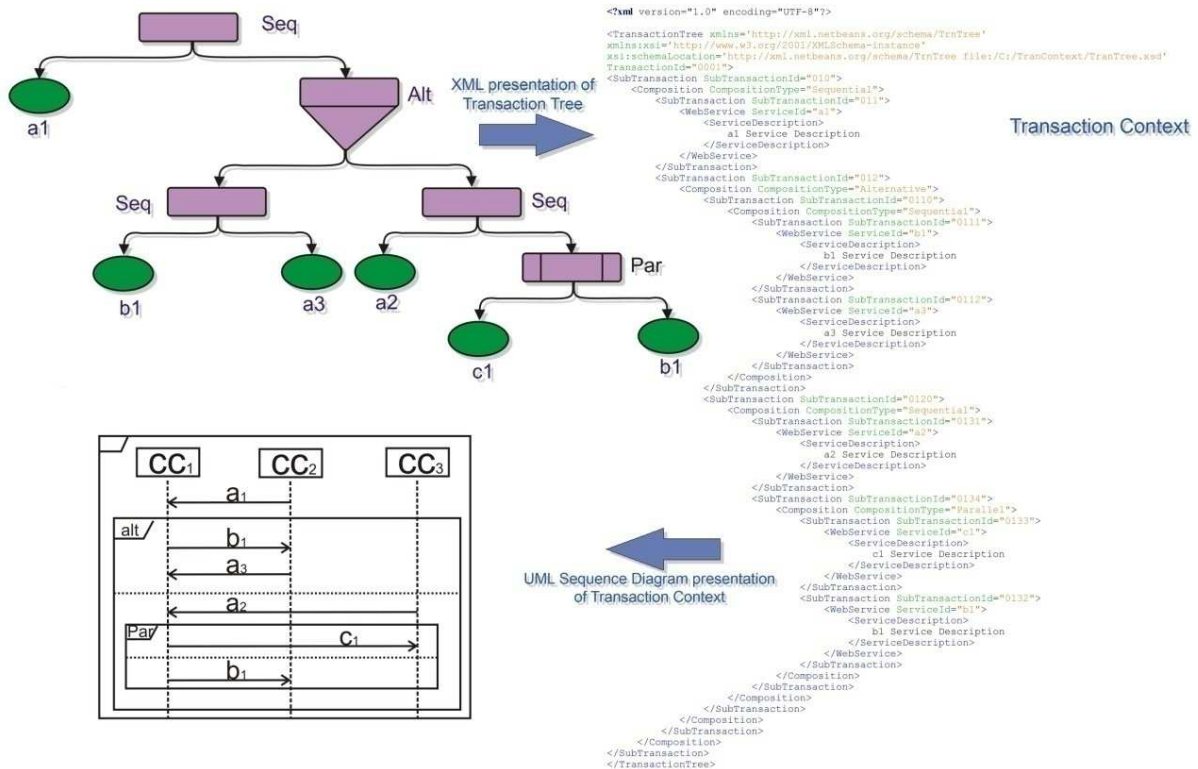 Seq
a1
Alt
Seq
Seq
b1
a3
a2
Par
c1
b1
XML presentation of
Transaction Tree
<?xml version="1.0" encoding="UTF-8"?>
<TransactionTree xmlns='http://xml.netbeans.org/schema/TrnTree'
xmlns:xsi='http://www.w3.org/2001/XMLSchema-instance'
xsi:schemaLocation='http://xml.netbeans.org/schema/TrnTree file:/C:/TranContext/TranTree.xsd'
TransactionId="0001">
<SubTransaction SubTransactionId="010">
<Composition CompositionType="Sequential">
<SubTransaction SubTransactionId="011">
<WebService ServiceId="a1">
<ServiceDescription>
a1 Service Description
</ServiceDescription>
</WebService>
</SubTransaction>
<SubTransaction SubTransactionId="012">
<Composition CompositionType="Alternative">
<SubTransaction SubTransactionId="0110">
<Composition CompositionType="Sequential">
<SubTransaction SubTransactionId="0111">
<WebService ServiceId="b1">
<ServiceDescription>
b1 Service Description
</ServiceDescription>
</WebService>
</SubTransaction>
<SubTransaction SubTransactionId="0112">
<WebService ServiceId="a3">
<ServiceDescription>
a3 Service Description
</ServiceDescription>
</WebService>
</SubTransaction>
</Composition>
</SubTransaction>
<SubTransaction SubTransactionId="0120">
<Composition CompositionType="Sequential">
<SubTransaction SubTransactionId="0131">
<WebService ServiceId="a2">
<ServiceDescription>
a2 Service Description
</ServiceDescription>
</WebService>
</SubTransaction>
<SubTransaction SubTransactionId="0134">
<Composition CompositionType="Parallel">
<SubTransaction SubTransactionId="0133">
<WebService ServiceId="c1">
<ServiceDescription>
c1 Service Description
</ServiceDescription>
</WebService>
</SubTransaction>
<SubTransaction SubTransactionId="0132">
<WebService ServiceId="b1">
<ServiceDescription>
b1 Service Description
</ServiceDescription>
</WebService>
</SubTransaction>
</Composition>
</SubTransaction>
</Composition>
</SubTransaction>
</Composition>
</SubTransaction>
</Composition>
</SubTransaction>
</TransactionTree>
Transaction Context
UML Sequence Diagram presentation
of Transaction Context
CC1 CC2 CC3
a1
alt
b1
a3
a2
Par
c1
b1